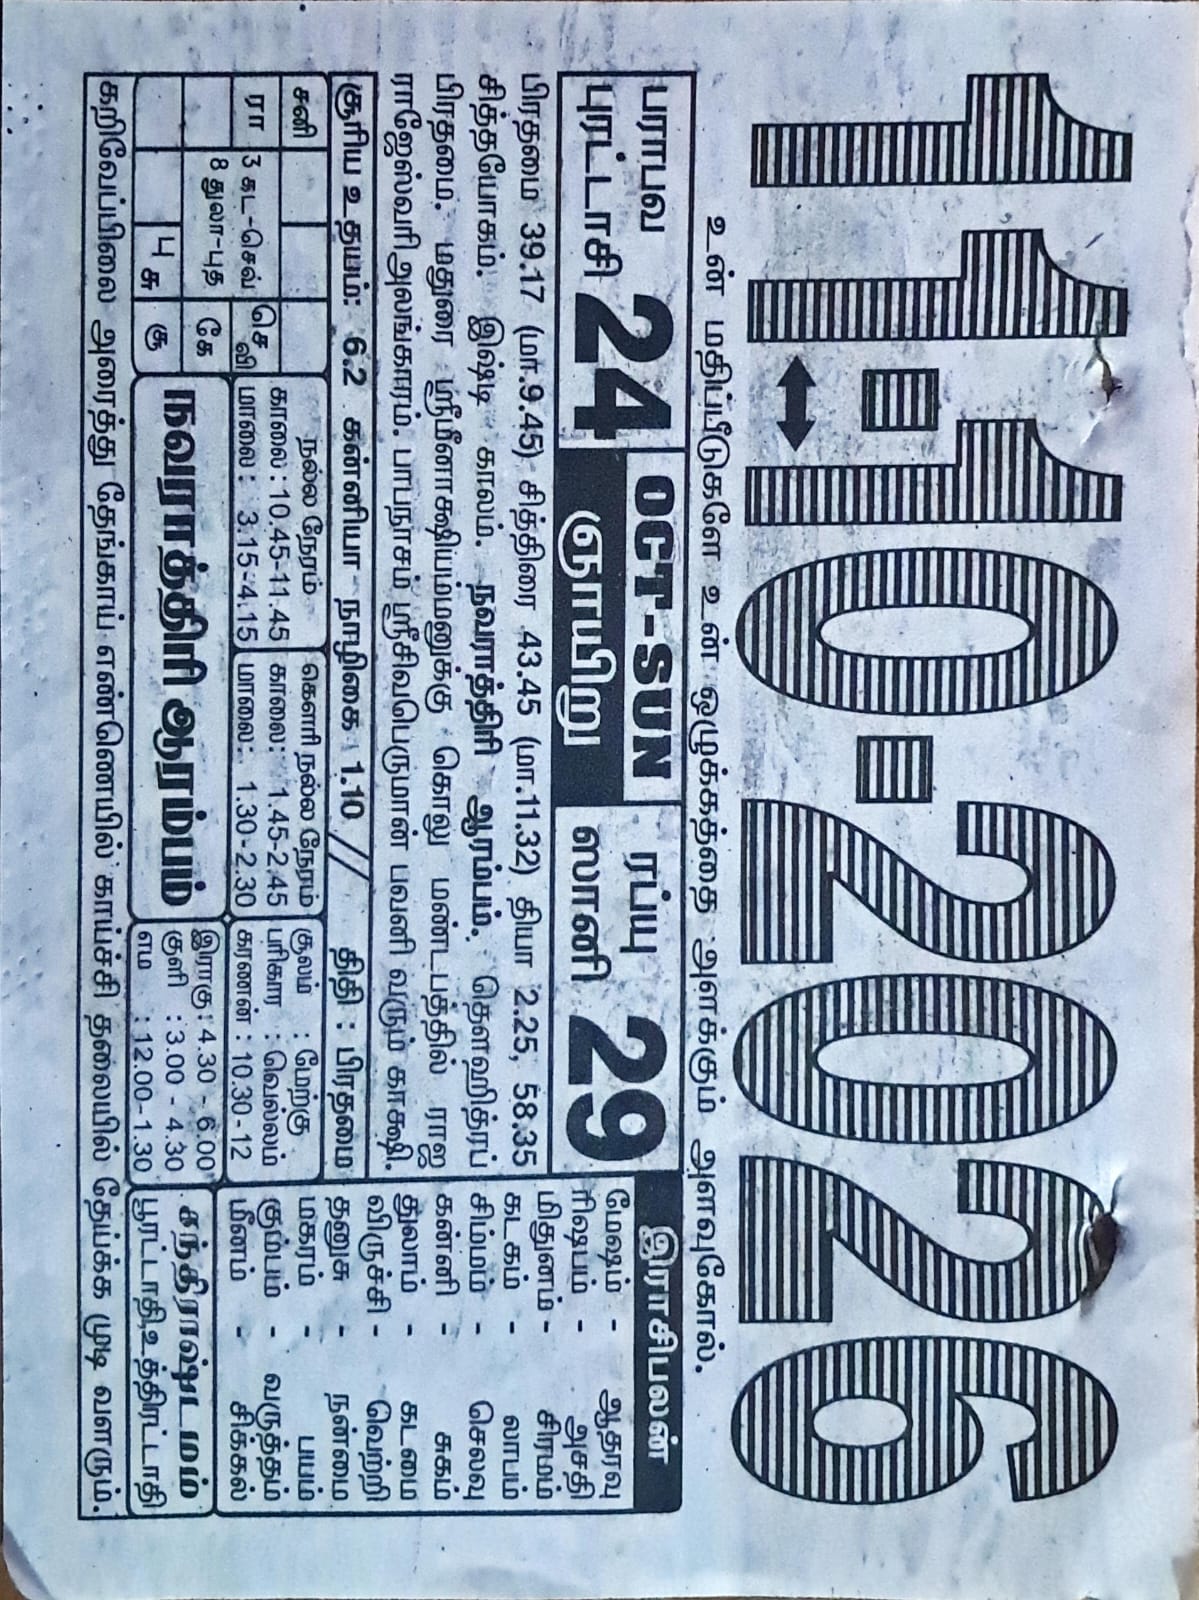 11-10-2026
உன் மதிப்பீடுகளே உன் ஒழுக்கத்தை அளக்கும் அளவுகோல்.
பராபவ
புரட்டாசி 24
OCT-SUN
ஞாயிறு
ரப்யு
ஸானி 29
பிரதமை 39.17 (மா.9.45) சித்திரை 43.45 (மா.11.32) தியா 2.25, 58.35
சித்தயோகம். இஷ்டி காலம். நவராத்திரி ஆரம்பம். தௌஹித்ரப்
பிரதமை. மதுரை ஸ்ரீமீனாக்ஷியம்மனுக்கு கொலு மண்டபத்தில் ராஜ
ராஜேஸ்வரி அலங்காரம். பாபநாசம் ஸ்ரீசிவபெருமான் பவனி வரும் காக்ஷி.
சூரிய உதயம்: 6.2 கன்னியா நாழிகை 1.10 // திதி : பிரதமை
சனி
ரா
3 கட-செவ்
8 துலா-புத
செ
வி
கே
4 சு
கு
நல்ல நேரம்
காலை : 10.45-11.45
மாலை : 3.15-4.15
கௌரி நல்ல நேரம்
காலை: 1.45-2.45
மாலை: 1.30-2.30
சூலம் : மேற்கு
பரிகார : வெல்லம்
கரணன் : 10.30-12
நவராத்திரி ஆரம்பம்
இராகு : 4.30 - 6.00
குளி : 3.00 - 4.30
எம : 12.00-1.30
இராசிபலன்
மேஷம் - ஆதரவு
ரிஷபம் - அசதி
மிதுனம் - சிரமம்
கடகம் - லாபம்
சிம்மம் - செலவு
கன்னி - சுகம்
துலாம் - கடமை
விருச்சி - வெற்றி
தனுசு - நன்மை
மகரம் - பயம்
கும்பம் - வருத்தம்
மீனம் - சிக்கல்
சந்திராஷ்டமம்
பூரட்டாதி,உத்திரட்டாதி
கறிவேப்பிலை அரைத்து தேங்காய் எண்ணெயில் காய்ச்சி தலையில் தேய்க்க முடி வளரும்.